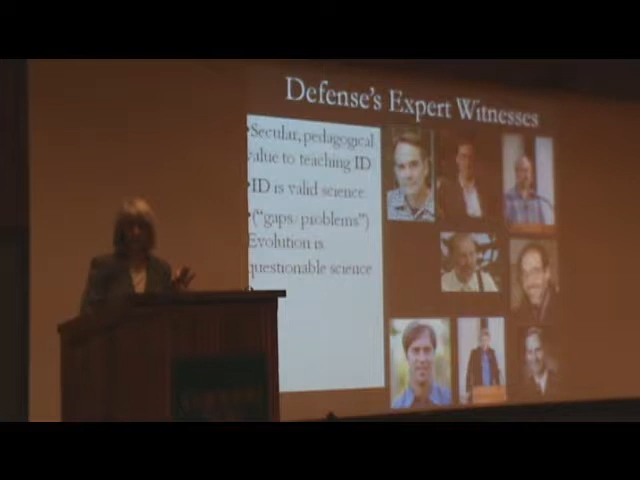 Defense's Expert Witnesses
•Secular, pedagogical
value to teaching ID
•ID is valid science.
•("gaps/problems")
Evolution is
questionable science